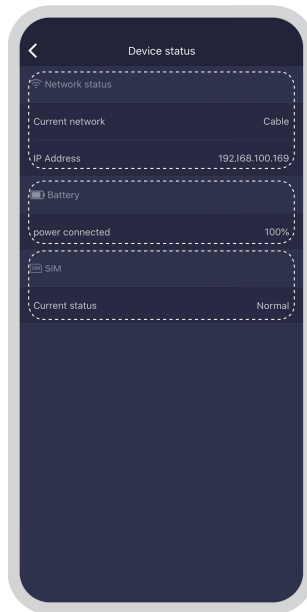 Device status
Network status
Current network Cable
IP Address 192.168.100.169
Battery
power connected 100%
SIM SIM
Current status Normal